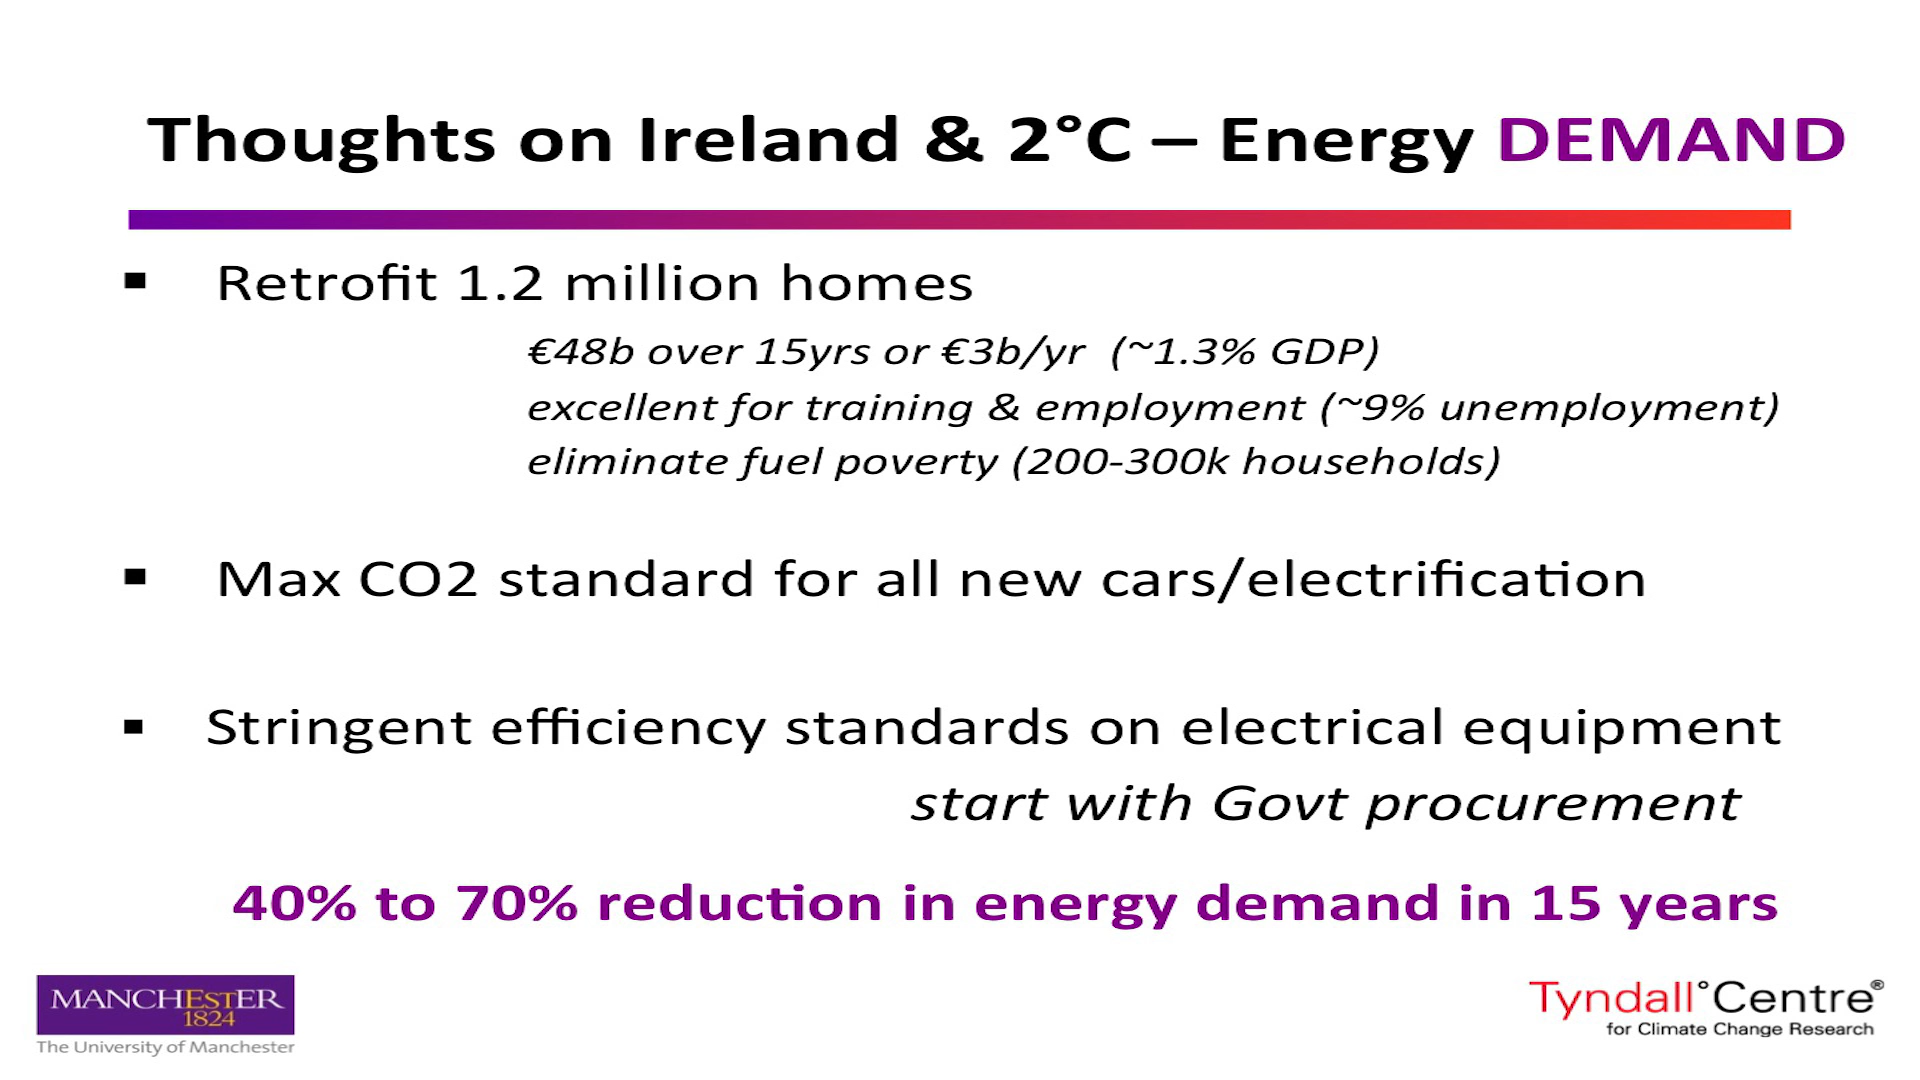 Thoughts on Ireland & 2°C – Energy DEMAND
▪ Retrofit 1.2 million homes
€48b over 15yrs or €3b/yr (~1.3% GDP)
excellent for training & employment (~9% unemployment)
eliminate fuel poverty (200-300k households)
▪ Max CO2 standard for all new cars/electrification
▪ Stringent efficiency standards on electrical equipment
start with Govt procurement
40% to 70% reduction in energy demand in 15 years
MANCHESTER
1824
The University of Manchester
Tyndall°Centre®
for Climate Change Research